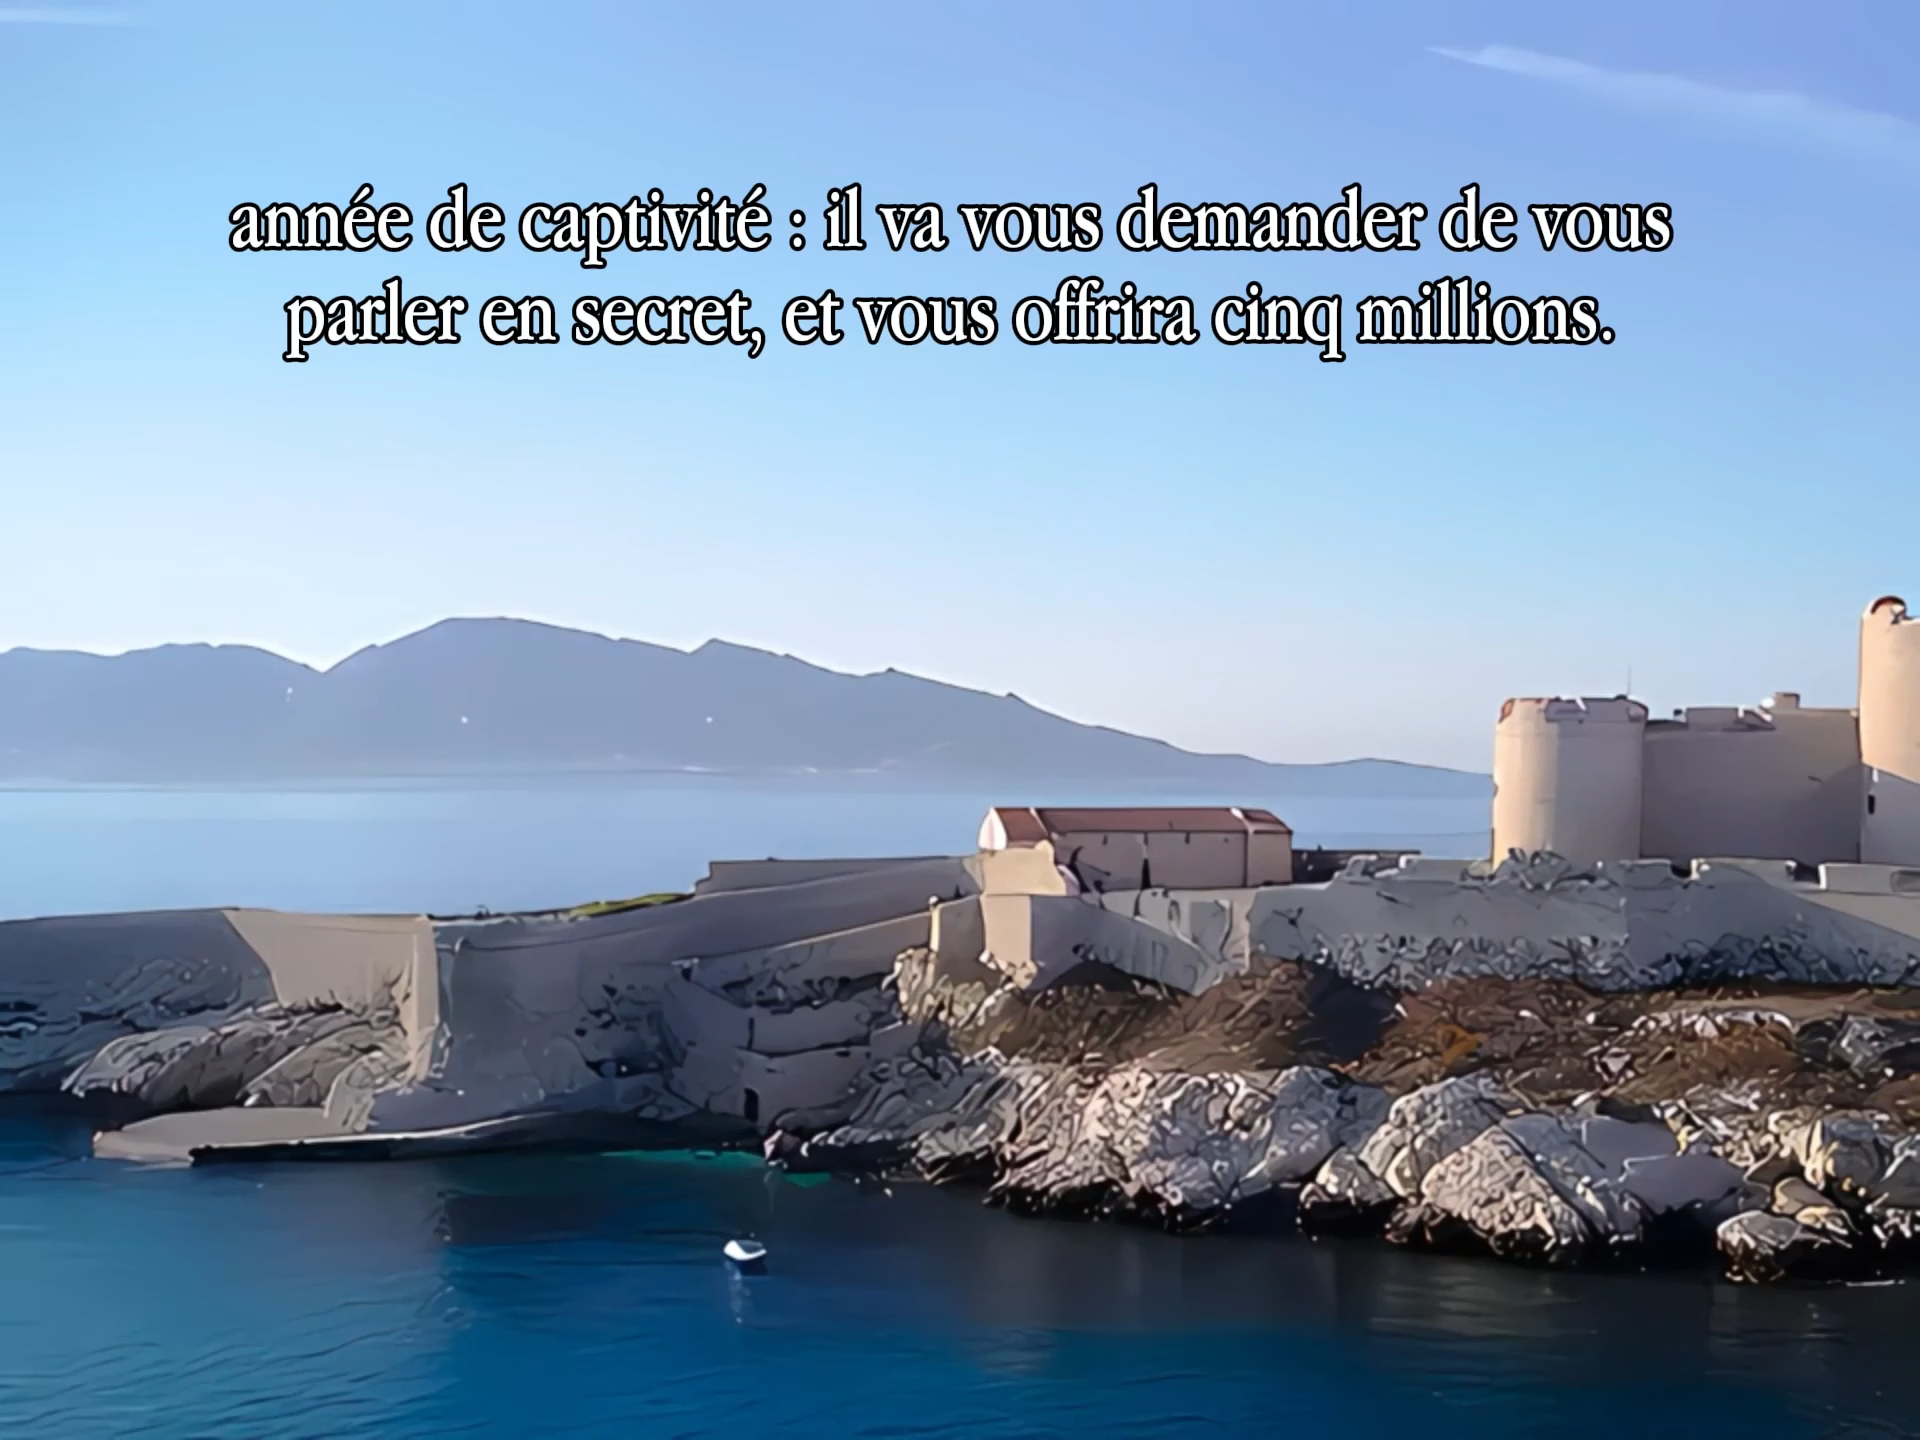 année de captivité : il va vous demander de vous
parler en secret, et vous offrira cinq millions.